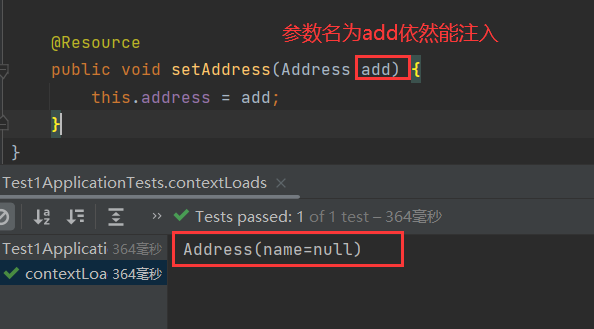 @Resource
参数名为add依然能注入
public void setAddress(Address add) {
this.address = add;
}
}
Test1ApplicationTests.contextLoads ×
» Tests passed: 1 of 1 test – 364毫秒
Test1Applicati 364毫秒
Address(name=null)
contextLoa 364毫秒